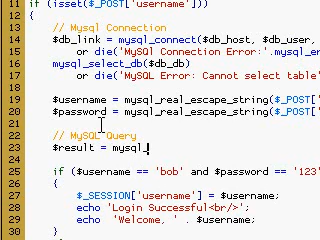 11 if (isset($_POST['username']))
12 {
13 // Mysql Connection
14 $db_link = mysql_connect($db_host, $db_user,
15 or die('MySQl Connection Error:'.mysql_er
16 mysql_select_db($db_db)
17 or die('MySQL Error: Cannot select table'
18
19 $username = mysql_real_escape_string($_POST['
20 $password = mysql_real_escape_string($_POST['
21
22 // MySQL Query
23 $result = mysql_
24
25 if ($username == 'bob' and $password == '123'
26 {
27 $_SESSION['username'] = $username;
28 echo 'Login Successful<br/>';
29 echo 'Welcome, ' . $username;
30 }